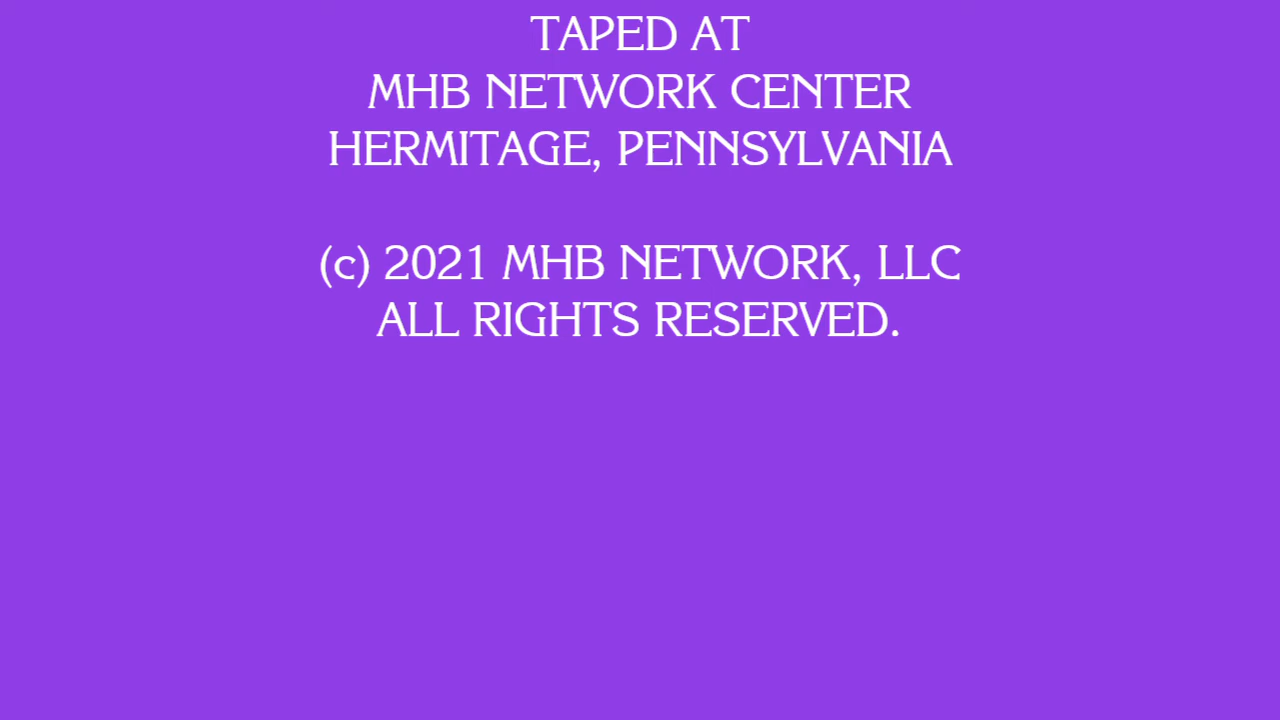 TAPED AT
MHB NETWORK CENTER
HERMITAGE, PENNSYLVANIA
(c) 2021 MHB NETWORK, LLC
ALL RIGHTS RESERVED.